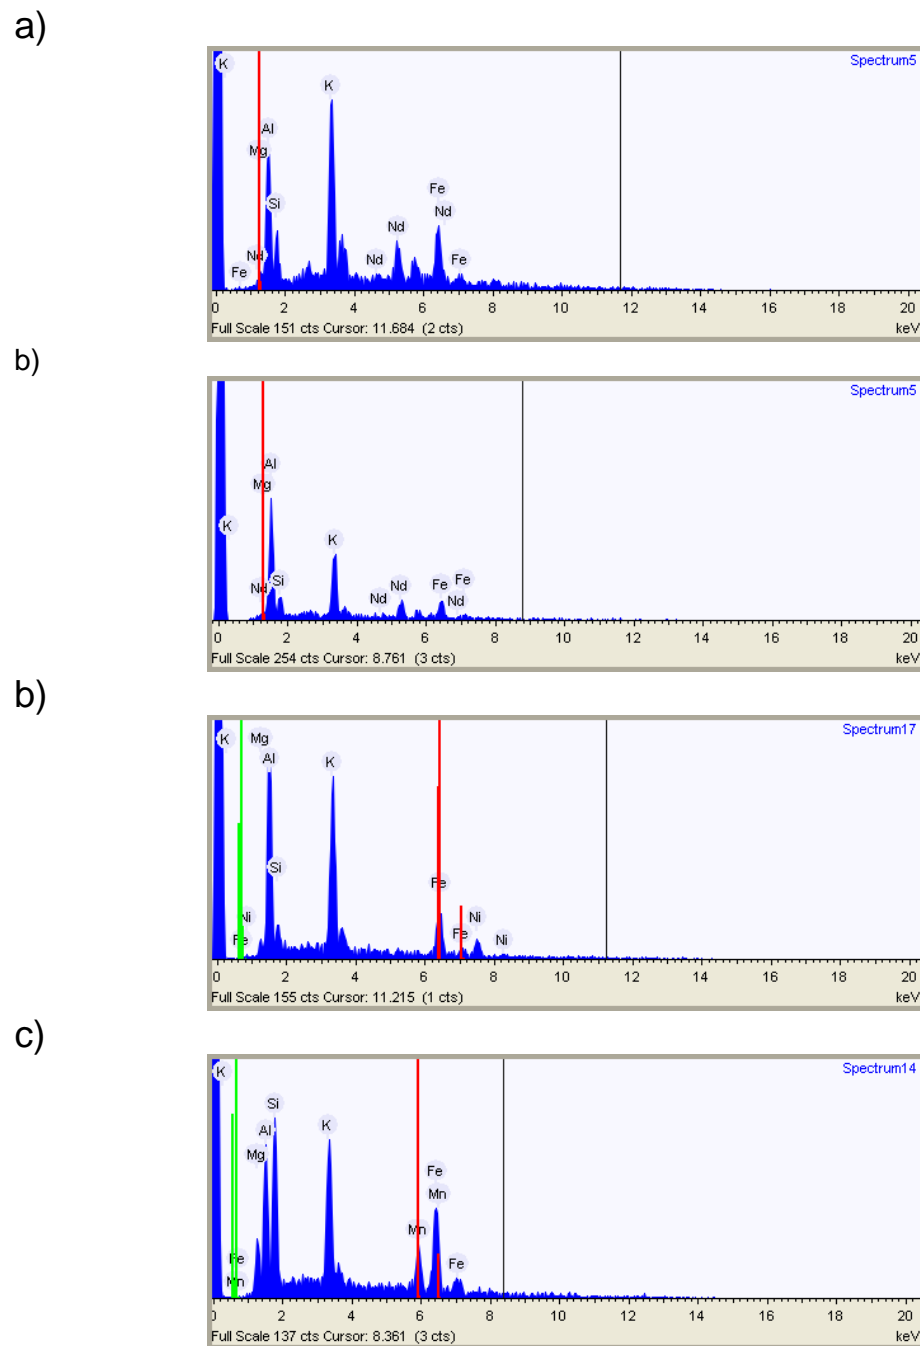 a)
Spectrum5
K
K
Al
Mg
Si
Fe
Nd
Nd
Nd
Nd
Fe
Fe
0 2 4 6 8 10 12 14 16 18 20
Full Scale 151 cts Cursor: 11.684 (2 cts) keV
b)
Spectrum5
Al
Mg
K
K
Si
Nd
Nd
Nd
Fe
Fe
Nd
0 2 4 6 8 10 12 14 16 18 20
Full Scale 254 cts Cursor: 8.761 (3 cts) keV
b)
Spectrum17
K
Mg
Al
K
Si
Fe
Ni
Fe
Ni
Fe
Ni
0 2 4 6 8 10 12 14 16 18 20
Full Scale 155 cts Cursor: 11.215 (1 cts) keV
c)
Spectrum14
K
Si
Al
K
Mg
Fe
Mn
Mn
Fe
Fe
Mn
0 2 4 6 8 10 12 14 16 18 20
Full Scale 137 cts Cursor: 8.361 (3 cts) keV